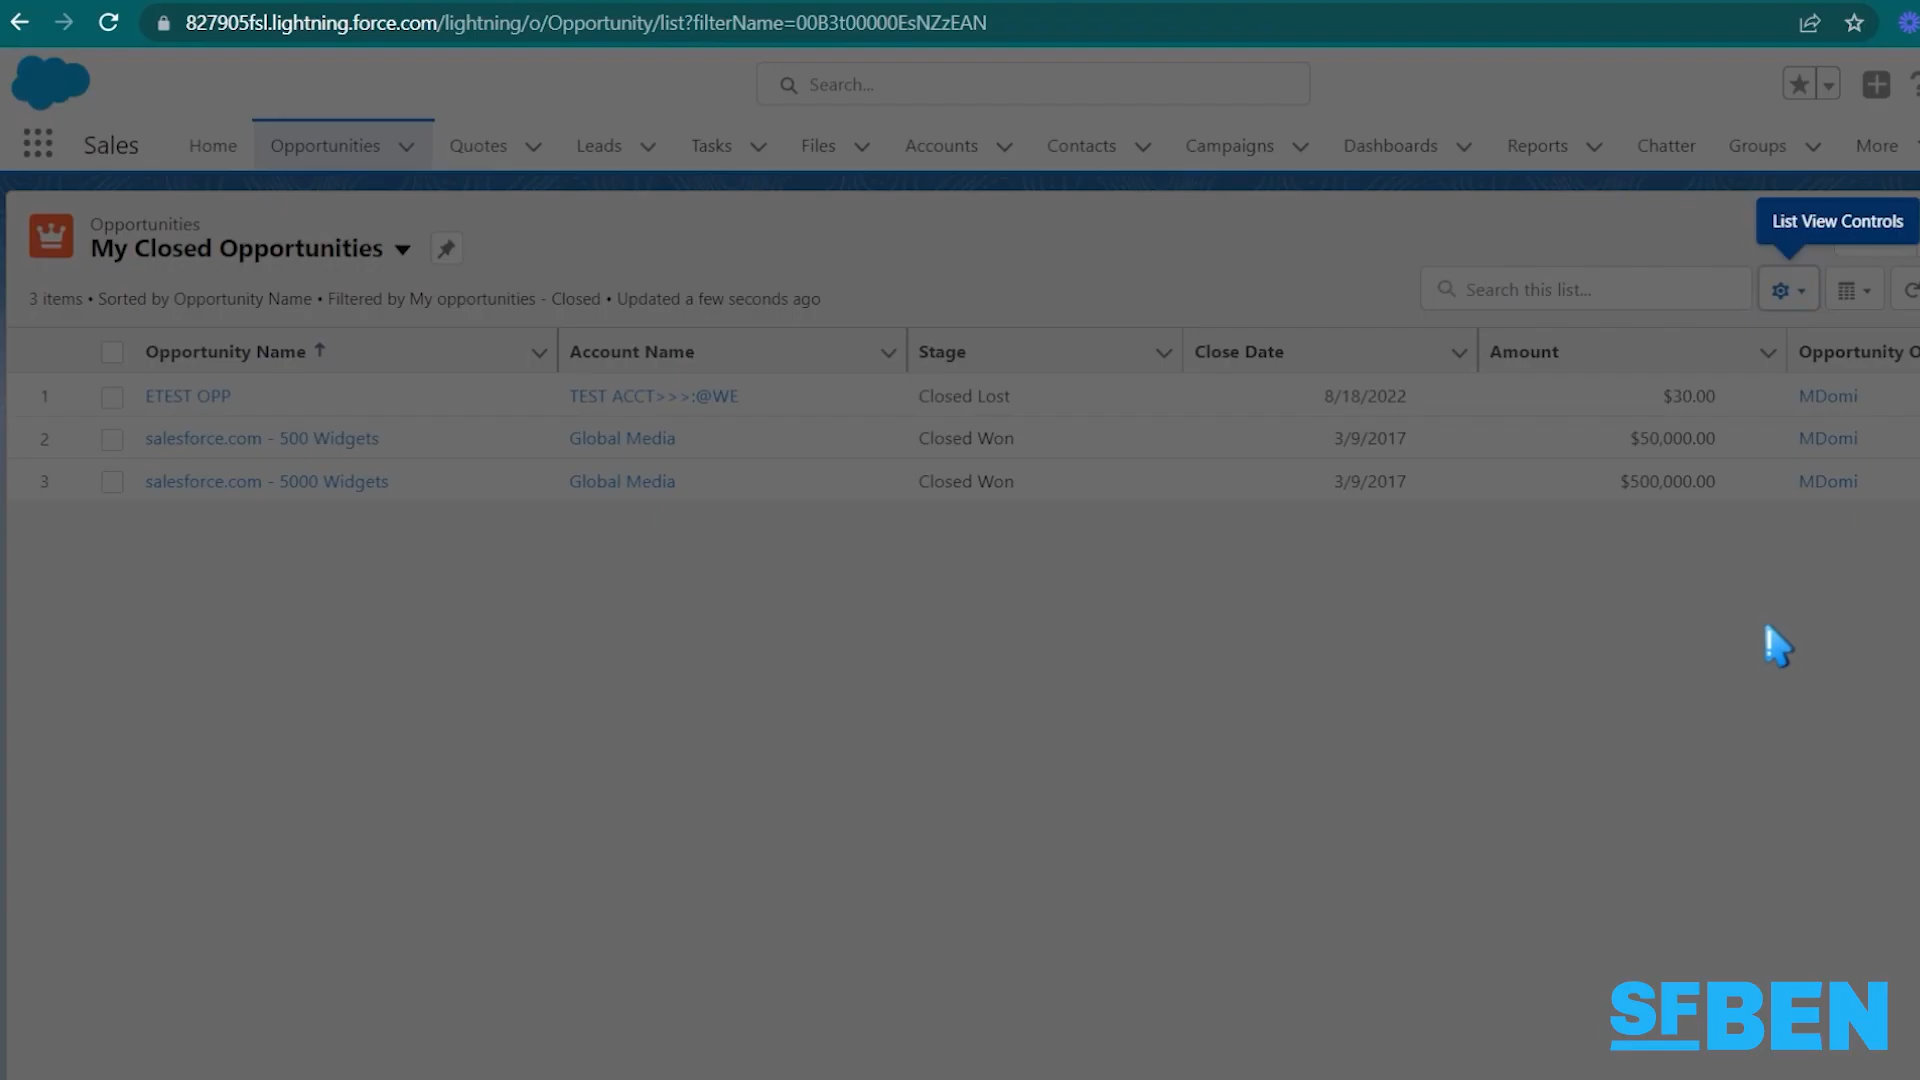 827905fsl.lightning.force.com/lightning/o/Opportunity/list?filterName=00B3t00000EsNZzEAN
Search...
Sales Home Opportunities Quotes Leads Tasks Files Accounts Contacts Campaigns Dashboards Reports Chatter Groups More
Opportunities
My Closed Opportunities
List View Controls
3 items • Sorted by Opportunity Name • Filtered by My opportunities - Closed • Updated a few seconds ago
Search this list...
Opportunity Name Account Name Stage Close Date Amount Opportunity O
1 ETEST OPP TEST ACCT>>>:@WE Closed Lost 8/18/2022 $30.00 MDomi
2 salesforce.com - 500 Widgets Global Media Closed Won 3/9/2017 $50,000.00 MDomi
3 salesforce.com - 5000 Widgets Global Media Closed Won 3/9/2017 $500,000.00 MDomi
SFBEN